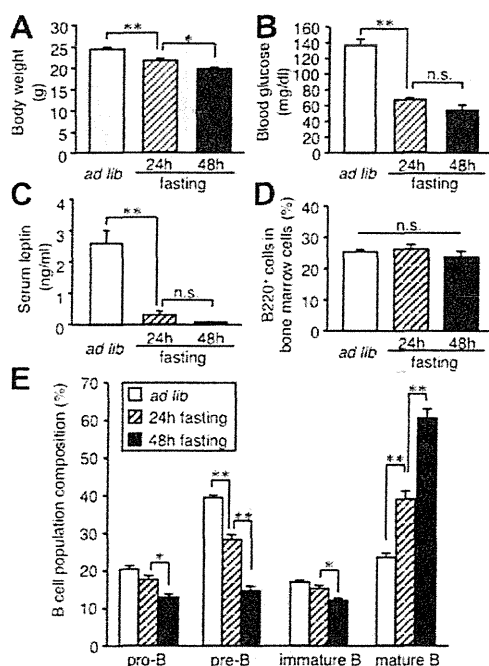 A
Body weight
(g)
30
25
20
15
10
5
0
**
*
ad lib
24h
48h
fasting
B
Blood glucose
(mg/dl)
160
140
120
100
80
60
40
20
0
**
n.s.
ad lib
24h
48h
fasting
C
Serum leptin
(ng/ml)
4
3
2
1
0
**
n.s.
ad lib
24h
48h
fasting
D
B220+ cells in
bone marrow cells (%)
40
30
20
10
0
n.s.
ad lib
24h
48h
fasting
E
B cell population composition (%)
70
60
50
40
30
20
10
0
ad lib
24h fasting
48h fasting
*
**
**
*
**
**
pro-B
pre-B
immature B
mature B